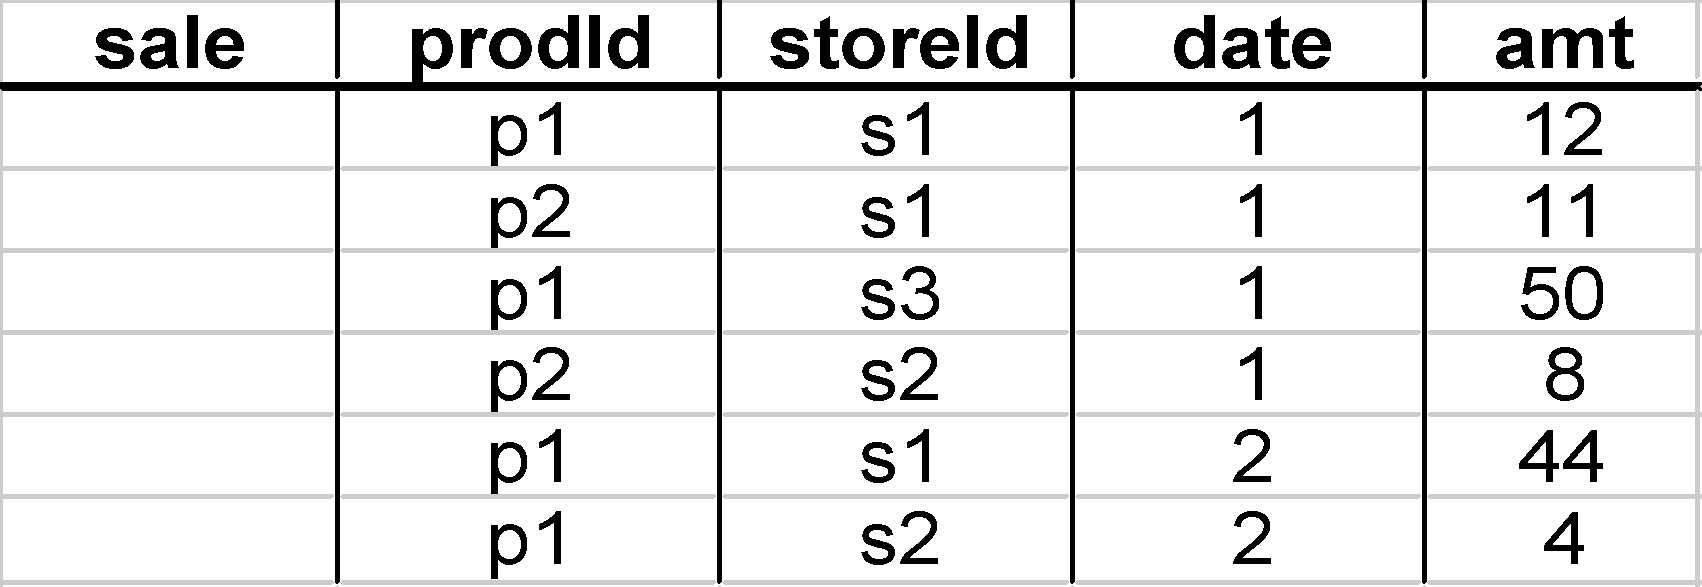 sale prodId storeId date amt
p1 s1 1 12
p2 s1 1 11
p1 s3 1 50
p2 s2 1 8
p1 s1 2 44
p1 s2 2 4